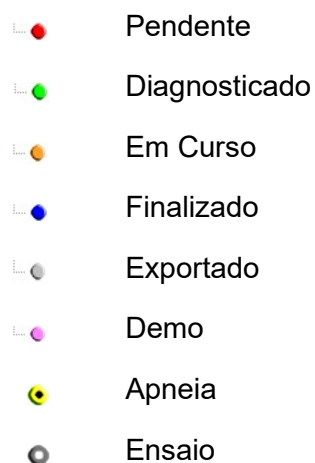 Pendente
Diagnosticado
Em Curso
Finalizado
Exportado
Demo
Apneia
Ensaio